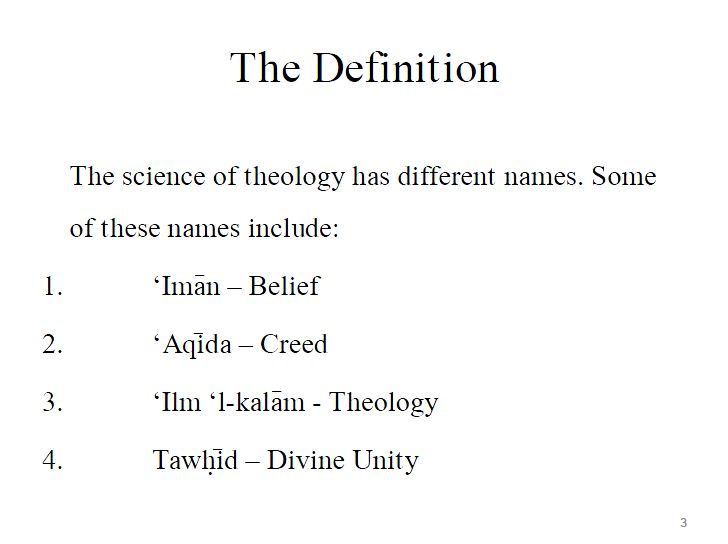 The Definition
The science of theology has different names. Some
of these names include:
1. ‘Imān – Belief
2. ‘Aqīda – Creed
3. ‘Ilm ‘l-kalām - Theology
4. Tawḥīd – Divine Unity
3